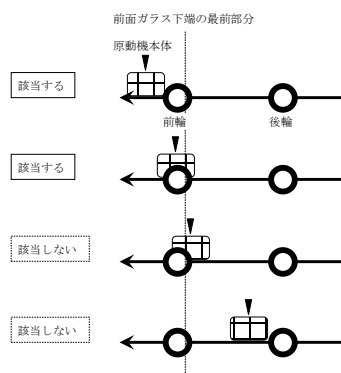 前面ガラス下端の最前部分
原動機本体
該当する
前輪
後輪
該当する
該当しない
該当しない